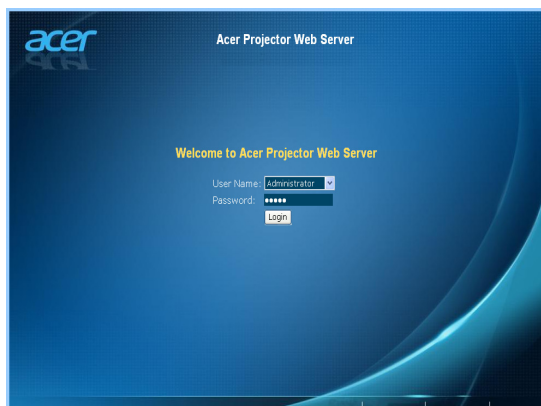 acer
Acer Projector Web Server
Welcome to Acer Projector Web Server
User Name: Administrator
Password: •••••
Login